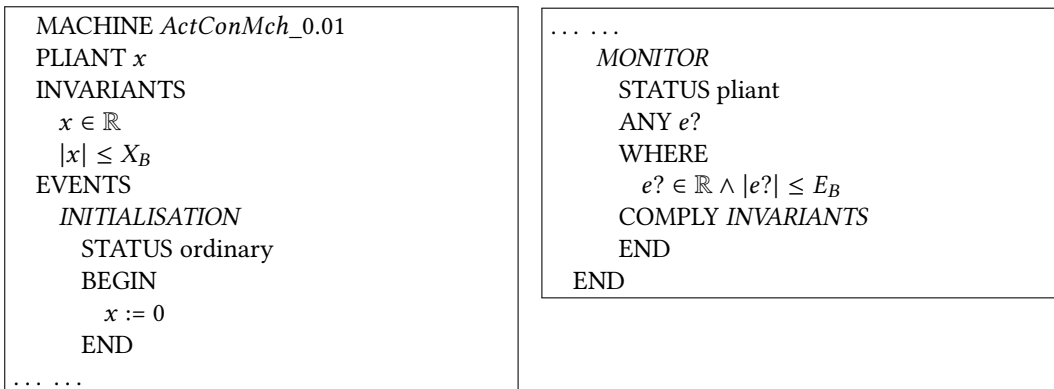 MACHINE ActConMch_0.01
PLIANT x
INVARIANTS
x ∈ ℝ
|x| ≤ X_B
EVENTS
INITIALISATION
STATUS ordinary
BEGIN
x := 0
END
... ...
... ...
MONITOR
STATUS pliant
ANY e?
WHERE
e? ∈ ℝ ∧ |e?| ≤ E_B
COMPLY INVARIANTS
END
END